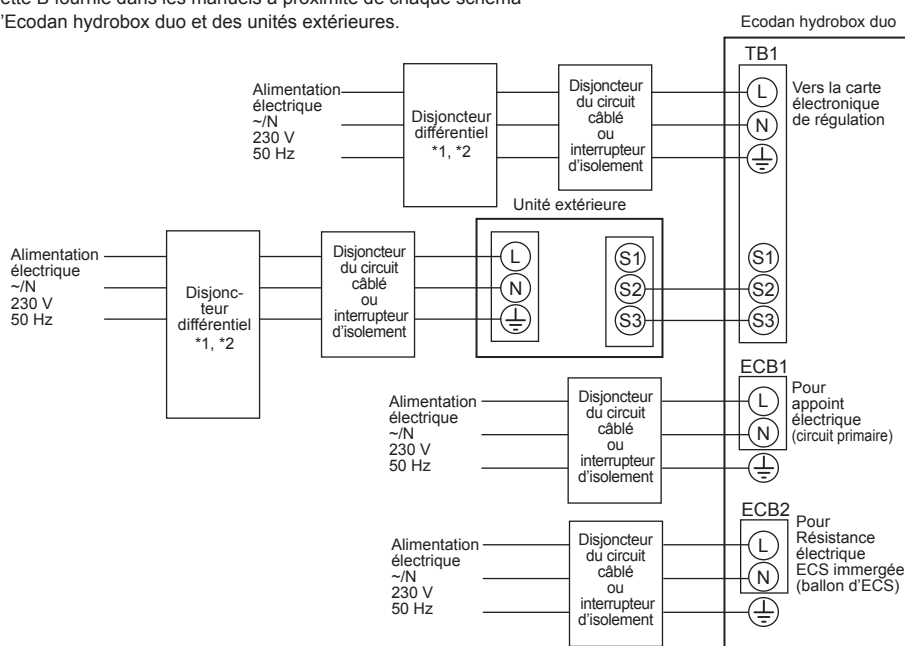 ette B fournie dans les manuels à proximité de chaque schéma
'Ecodan hydrobox duo et des unités extérieures.
Ecodan hydrobox duo
TB1
Alimentation
électrique
~/N
230 V
50 Hz
Disjoncteur
différentiel
*1, *2
Disjoncteur
du circuit
câblé
ou
interrupteur
d'isolement
L
N
Vers la carte
électronique
de régulation
Unité extérieure
Alimentation
électrique
~/N
230 V
50 Hz
Disjonc-
teur
différentiel
*1, *2
Disjoncteur
du circuit
câblé
ou
interrupteur
d'isolement
L
N
S1
S2
S3
S1
S2
S3
ECB1
Alimentation
électrique
~/N
230 V
50 Hz
Disjoncteur
du circuit
câblé
ou
interrupteur
d'isolement
L
N
Pour
appoint
électrique
(circuit primaire)
ECB2
Alimentation
électrique
~/N
230 V
50 Hz
Disjoncteur
du circuit
câblé
ou
interrupteur
d'isolement
L
N
Pour
Résistance
électrique
ECS immergée
(ballon d'ECS)